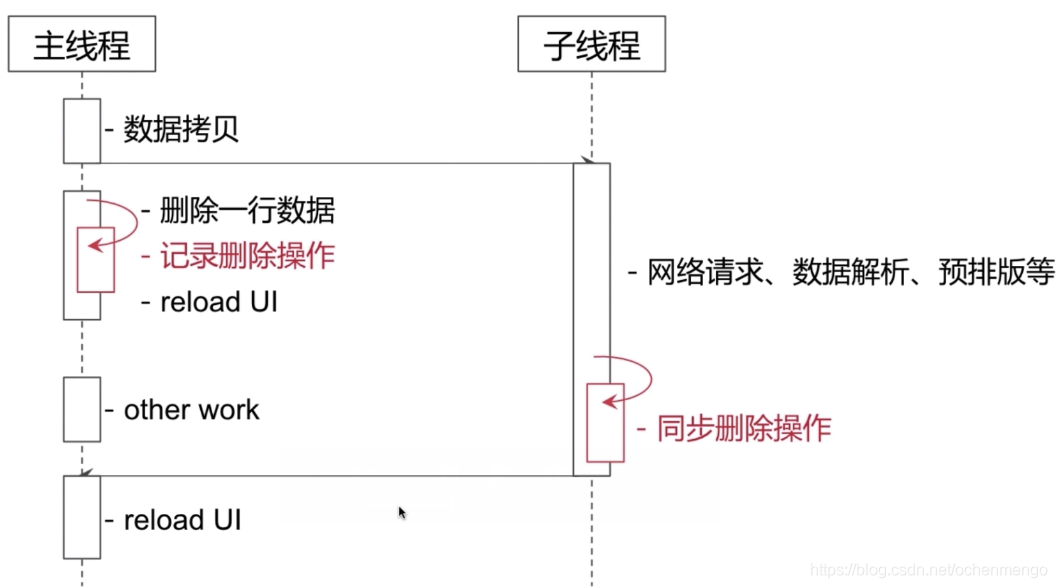 主线程
子线程
- 数据拷贝
- 删除一行数据
- 记录删除操作
- 网络请求、数据解析、预排版等
- reload UI
- other work
- 同步删除操作
- reload UI
https://blog.csdn.net/ochenmengo